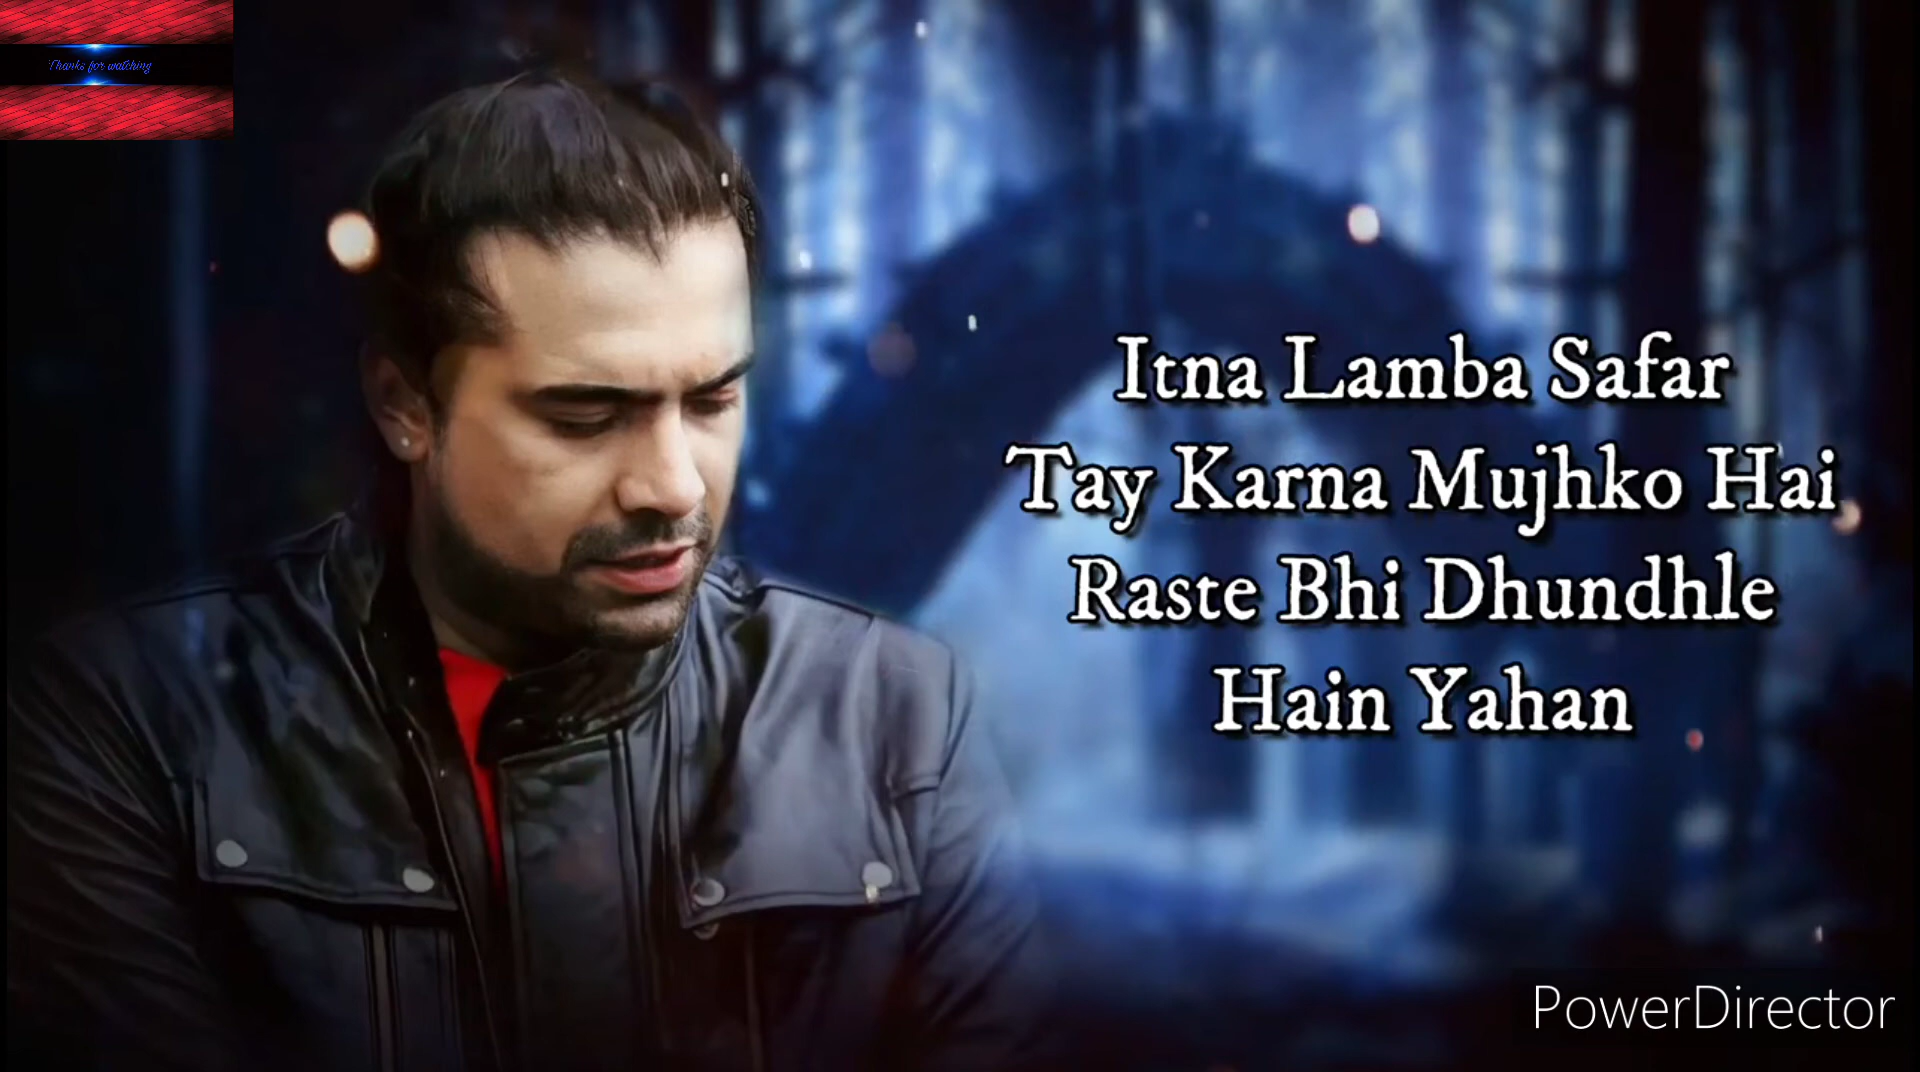 Thanks for watching
Itna Lamba Safar
Tay Karna Mujhko Hai
Raste Bhi Dhundhle
Hain Yahan
PowerDirector